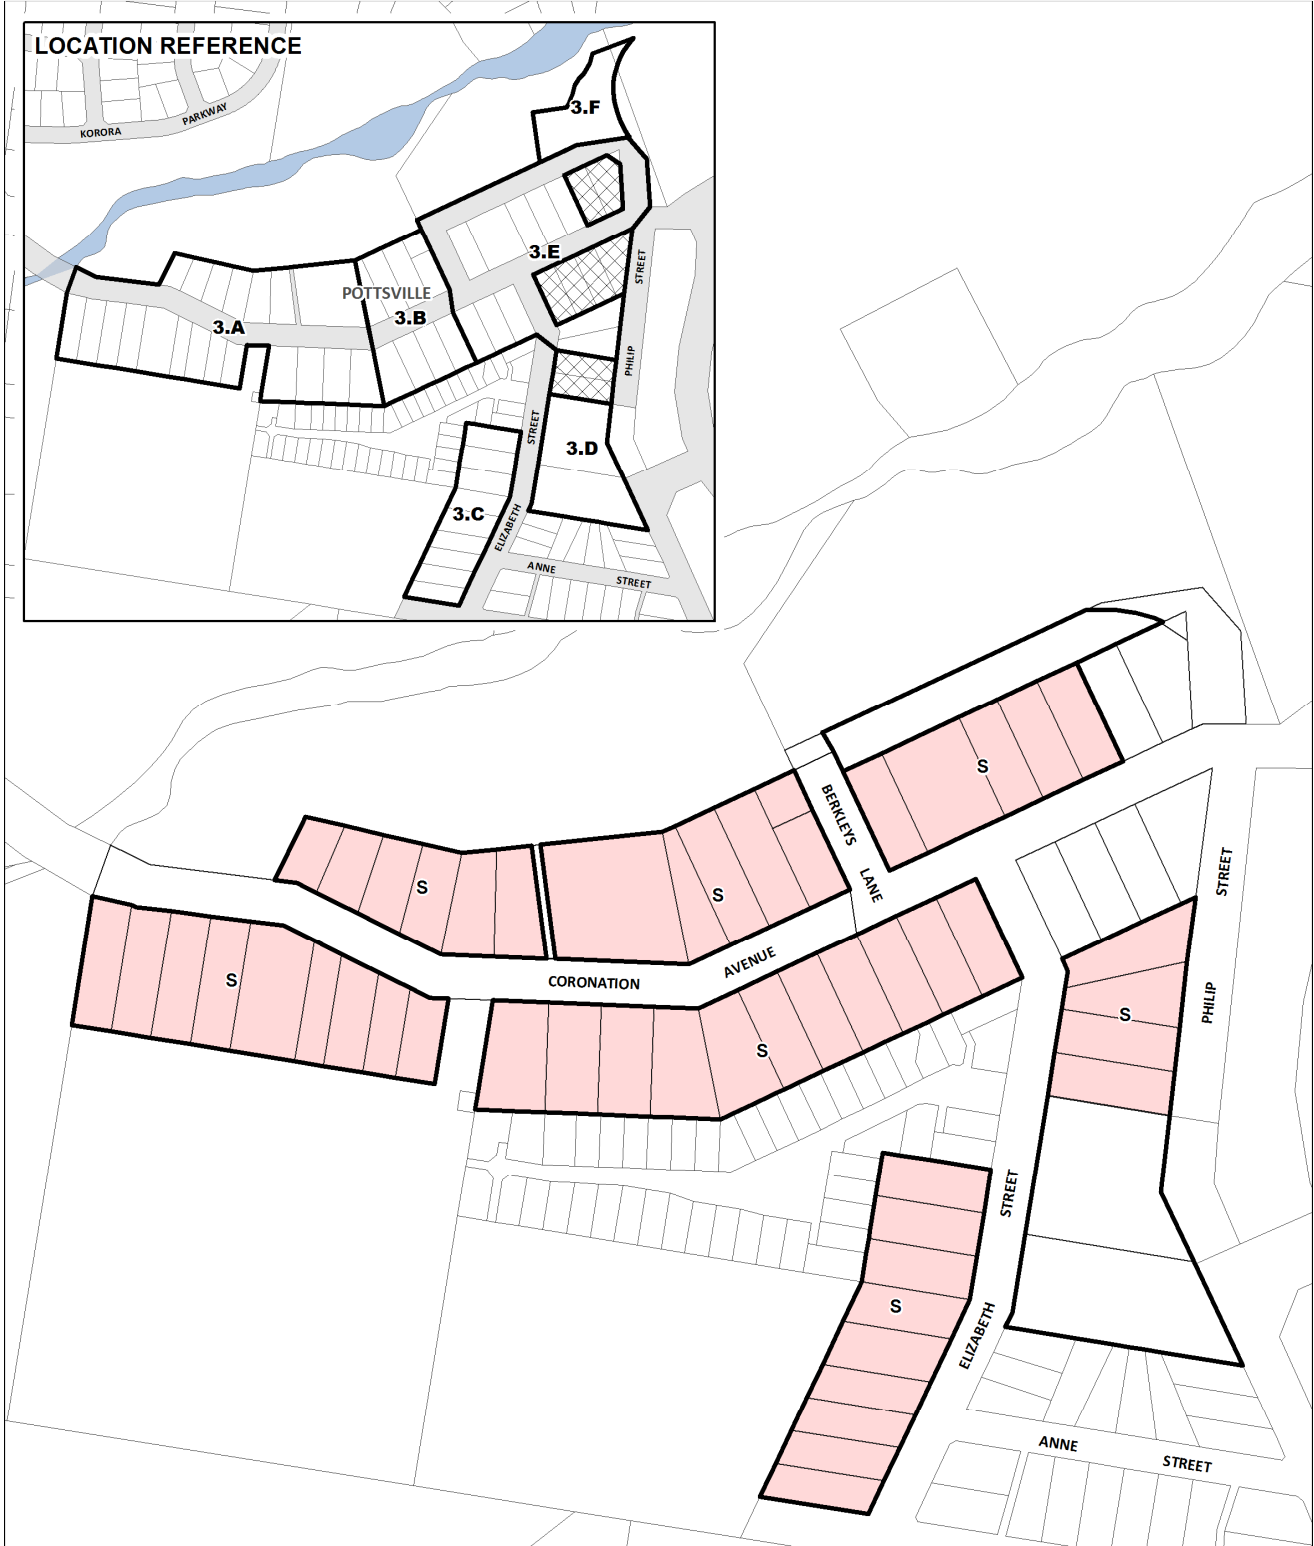 LOCATION REFERENCE
KORORA
PARKWAY
3.F
3.E
STREET
POTTSVILLE
3.B
3.A
PHILIP
STREET
3.D
3.C
ELIZABETH
ANNE
STREET
S
BERKLEYS
LANE
STREET
S
S
AVENUE
S
CORONATION
PHILIP
S
S
STREET
S
ELIZABETH
ANNE
STREET